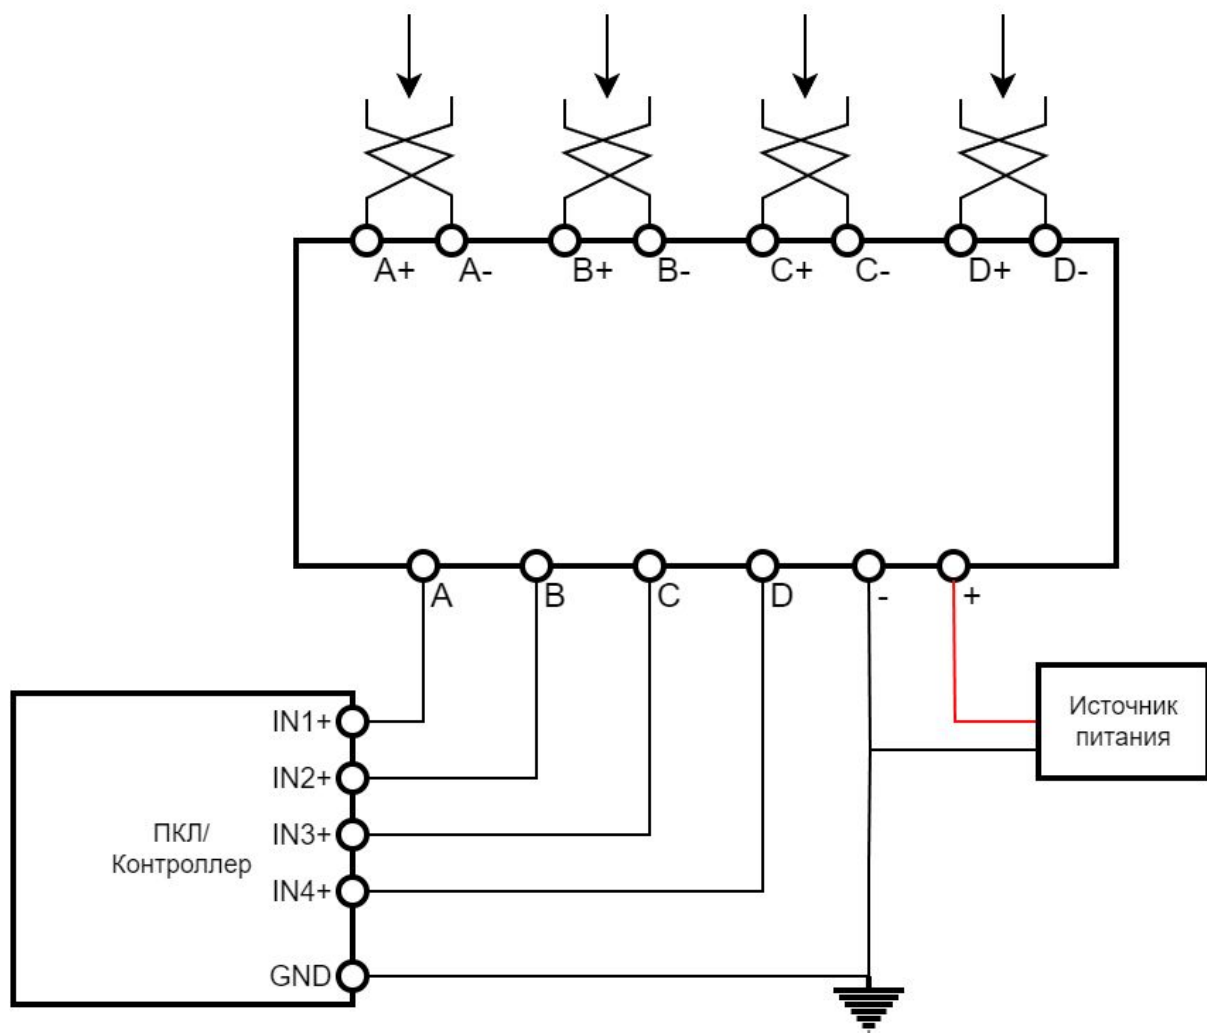 A+ A- B+ B- C+ C- D+ D-
A B C D - +
IN1+
IN2+
IN3+
IN4+
GND
ПКЛ/
Контроллер
Источник
питания